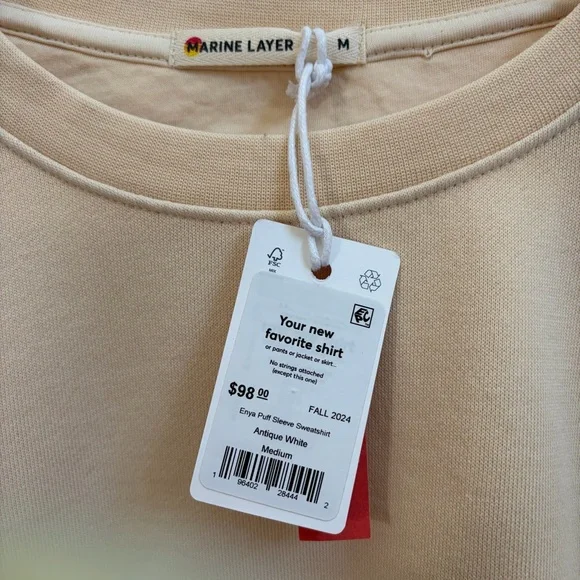 MARINE LAYER M
FSC
MIX
Your new
favorite shirt
or pants or jacket or skirt...
No strings attached
(except this one)
$98.00
FALL 2024
Enya Puff Sleeve Sweatshirt
Antique White
Medium
1 96402 28444 2